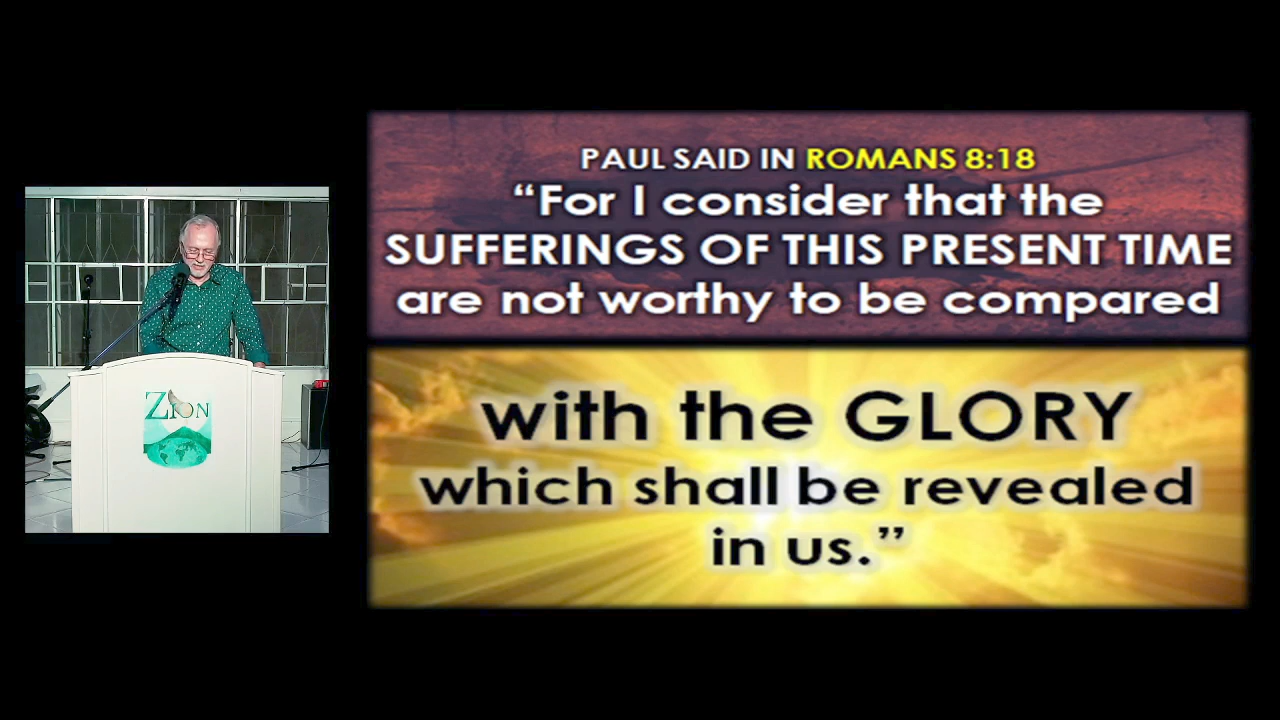 ZION
PAUL SAID IN ROMANS 8:18
“For I consider that the
SUFFERINGS OF THIS PRESENT TIME
are not worthy to be compared
with the GLORY
which shall be revealed
in us.”